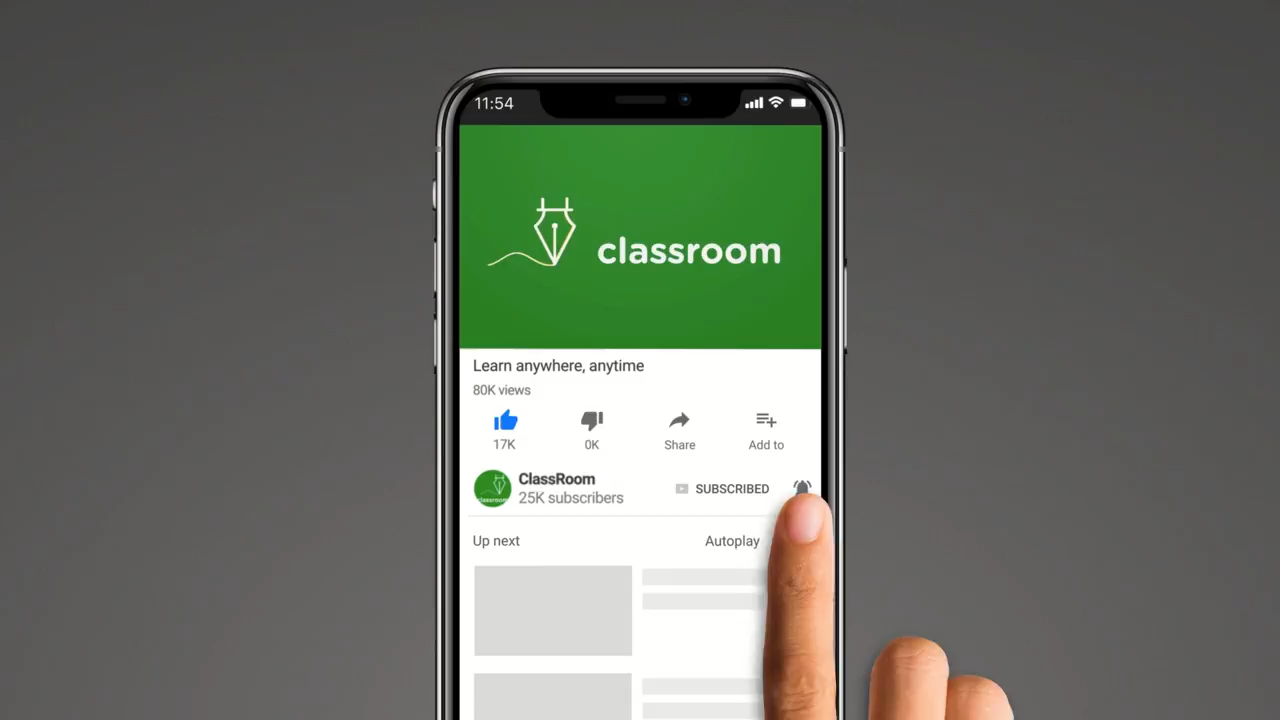 11:54
classroom
Learn anywhere, anytime
80K views
17K
0K
Share
Add to
classroom
ClassRoom
25K subscribers
SUBSCRIBED
Up next
Autoplay